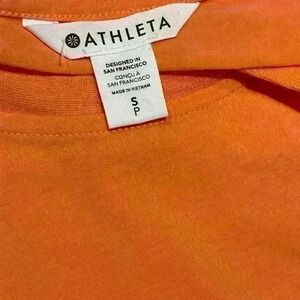 ATHLETA
DESIGNED IN
SAN FRANCISCO
CONÇU À
SAN FRANCISCO
MADE IN VIETNAM
S
P